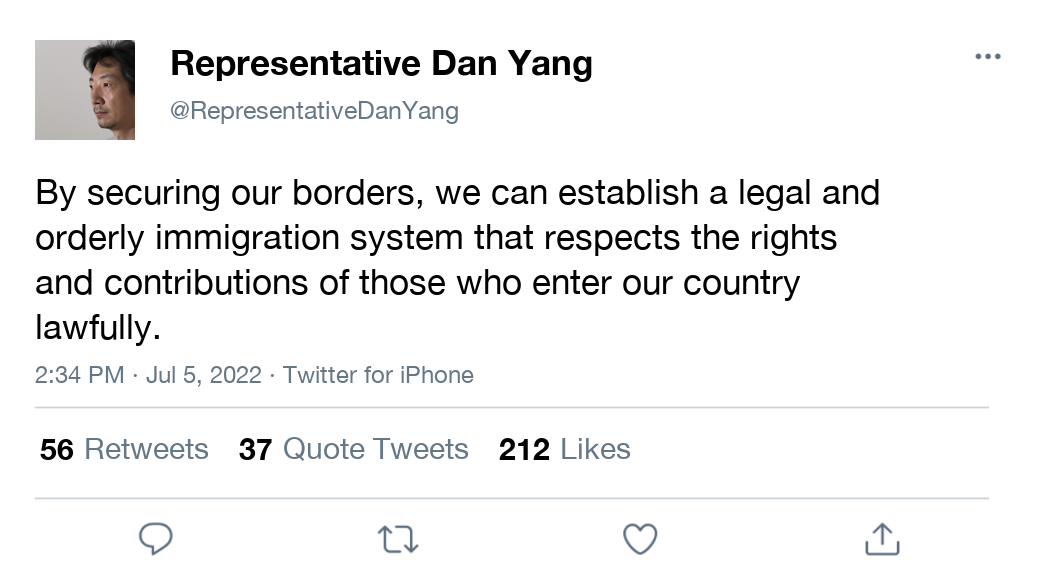 Representative Dan Yang
@RepresentativeDanYang
By securing our borders, we can establish a legal and
orderly immigration system that respects the rights
and contributions of those who enter our country
lawfully.
2:34 PM · Jul 5, 2022 · Twitter for iPhone
56 Retweets 37 Quote Tweets 212 Likes